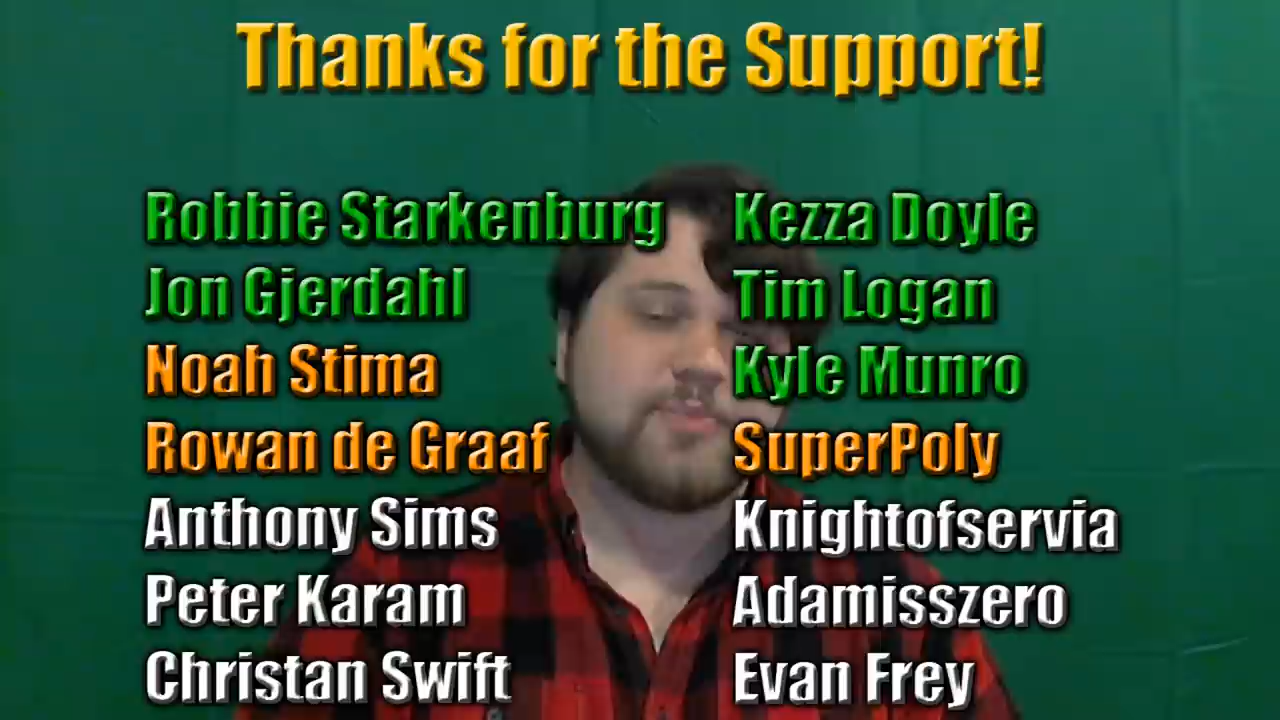 Thanks for the Support!
Robbie Starkenburg
Jon Gjerdahl
Noah Stima
Rowan de Graaf
Anthony Sims
Peter Karam
Christan Swift
Kezza Doyle
Tim Logan
Kyle Munro
SuperPoly
Knightofservia
Adamisszero
Evan Frey